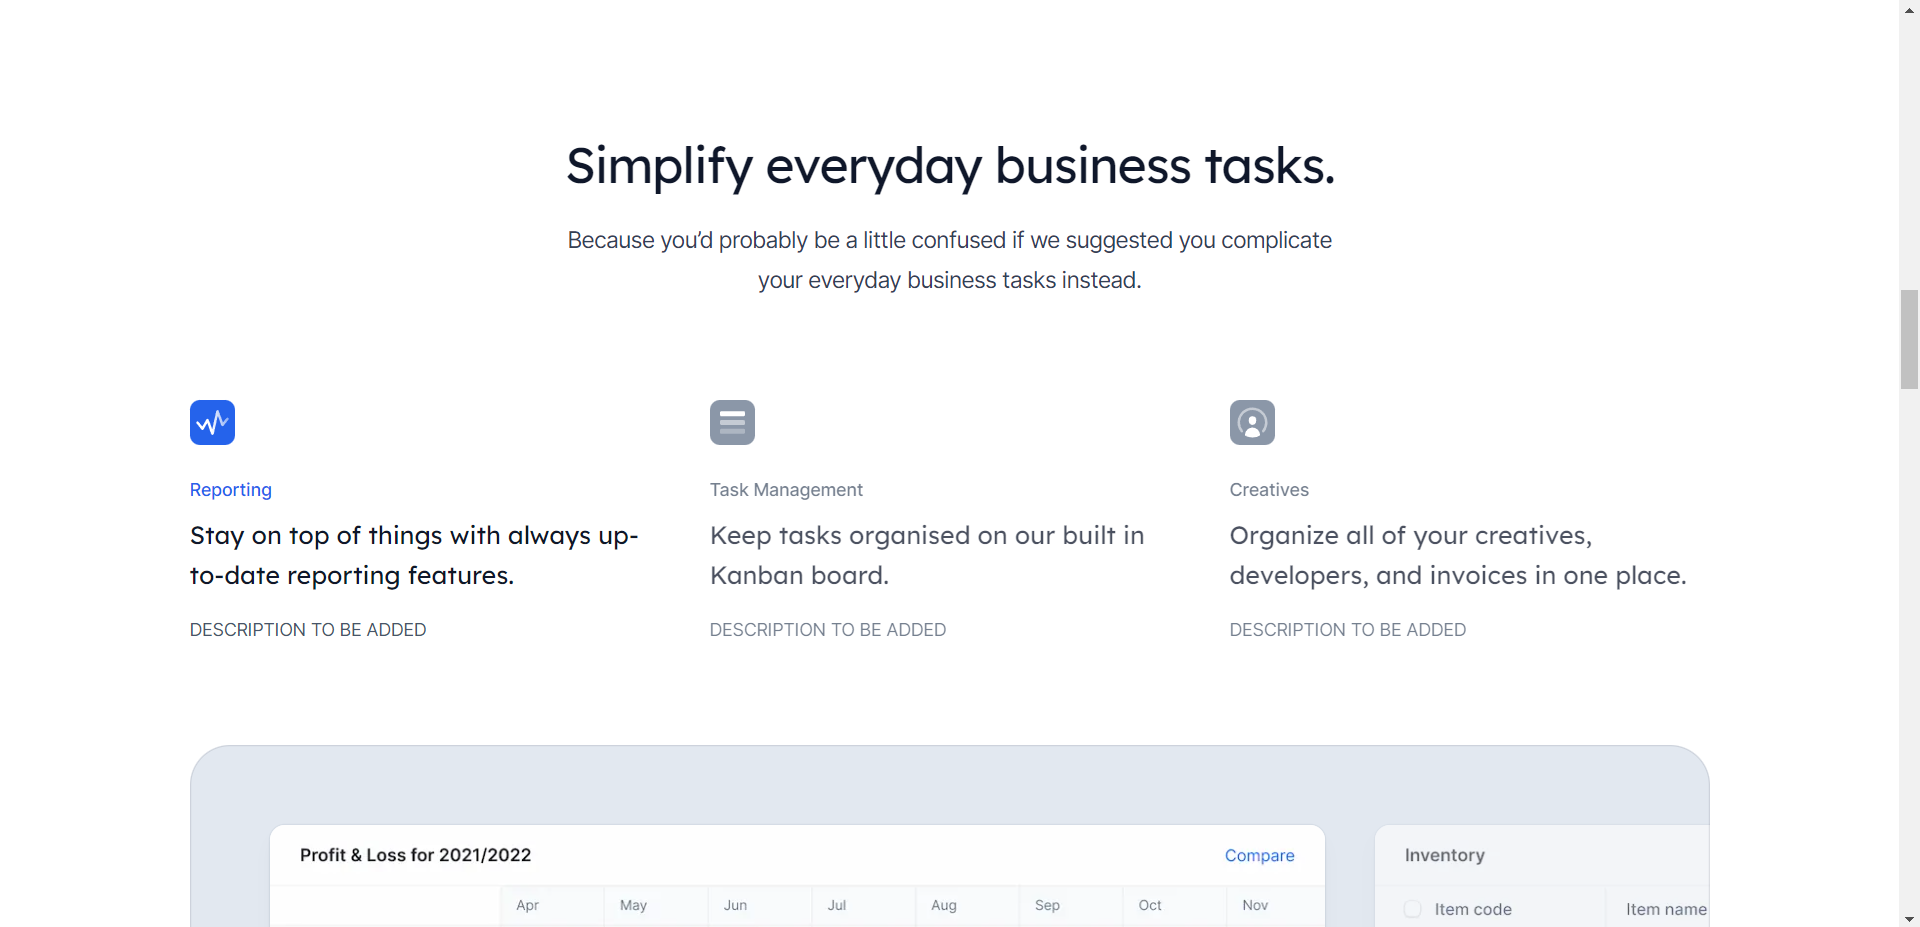 Simplify everyday business tasks.
Because you’d probably be a little confused if we suggested you complicate
your everyday business tasks instead.
Reporting
Stay on top of things with always up-
to-date reporting features.
DESCRIPTION TO BE ADDED
Task Management
Keep tasks organised on our built in
Kanban board.
DESCRIPTION TO BE ADDED
Creatives
Organize all of your creatives,
developers, and invoices in one place.
DESCRIPTION TO BE ADDED
Profit & Loss for 2021/2022
Compare
Apr May Jun Jul Aug Sep Oct Nov
Inventory
Item code Item name